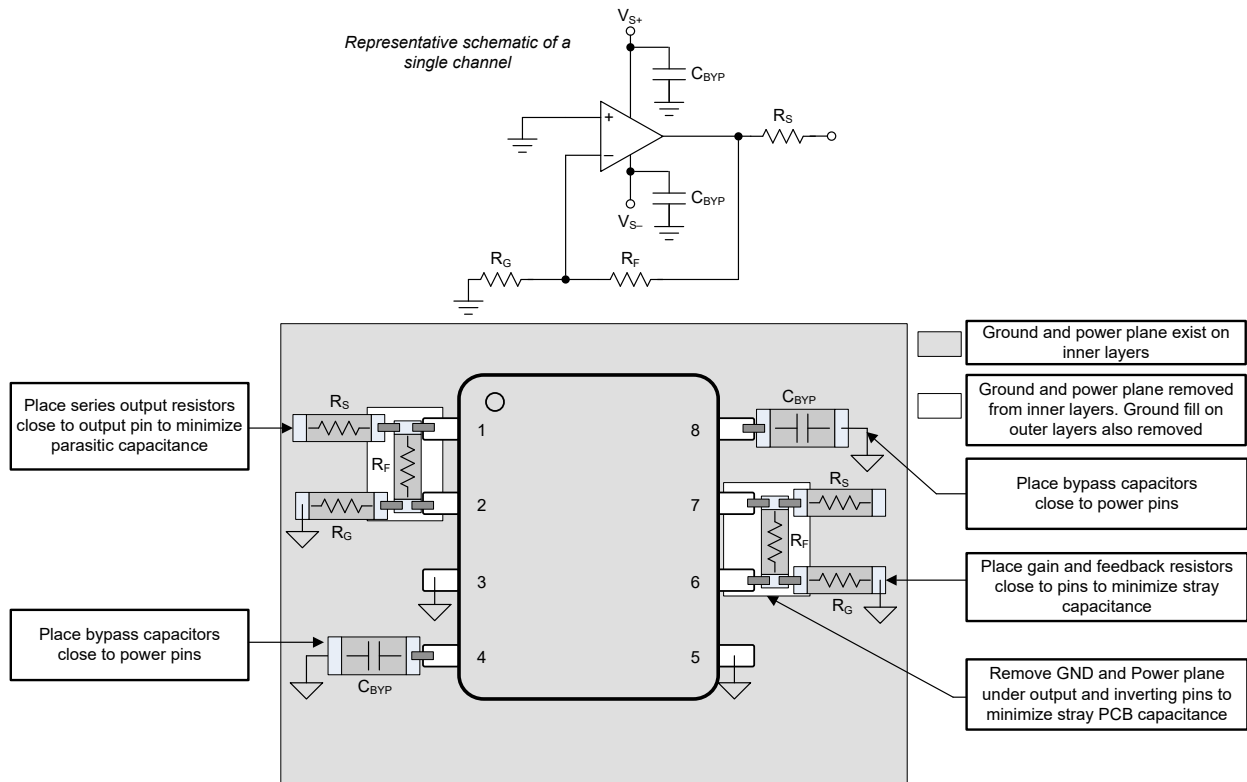 Representative schematic of a
single channel
V_S+
C_BYP
+
−
R_S
C_BYP
V_S−
R_G
R_F
Ground and power plane exist on
inner layers
Ground and power plane removed
from inner layers. Ground fill on
outer layers also removed
Place series output resistors
close to output pin to minimize
parasitic capacitance
R_S
1
R_F
2
R_G
3
4
C_BYP
Place bypass capacitors
close to power pins
C_BYP
8
R_S
7
R_F
6
R_G
5
Place bypass capacitors
close to power pins
Place gain and feedback resistors
close to pins to minimize stray
capacitance
Remove GND and Power plane
under output and inverting pins to
minimize stray PCB capacitance